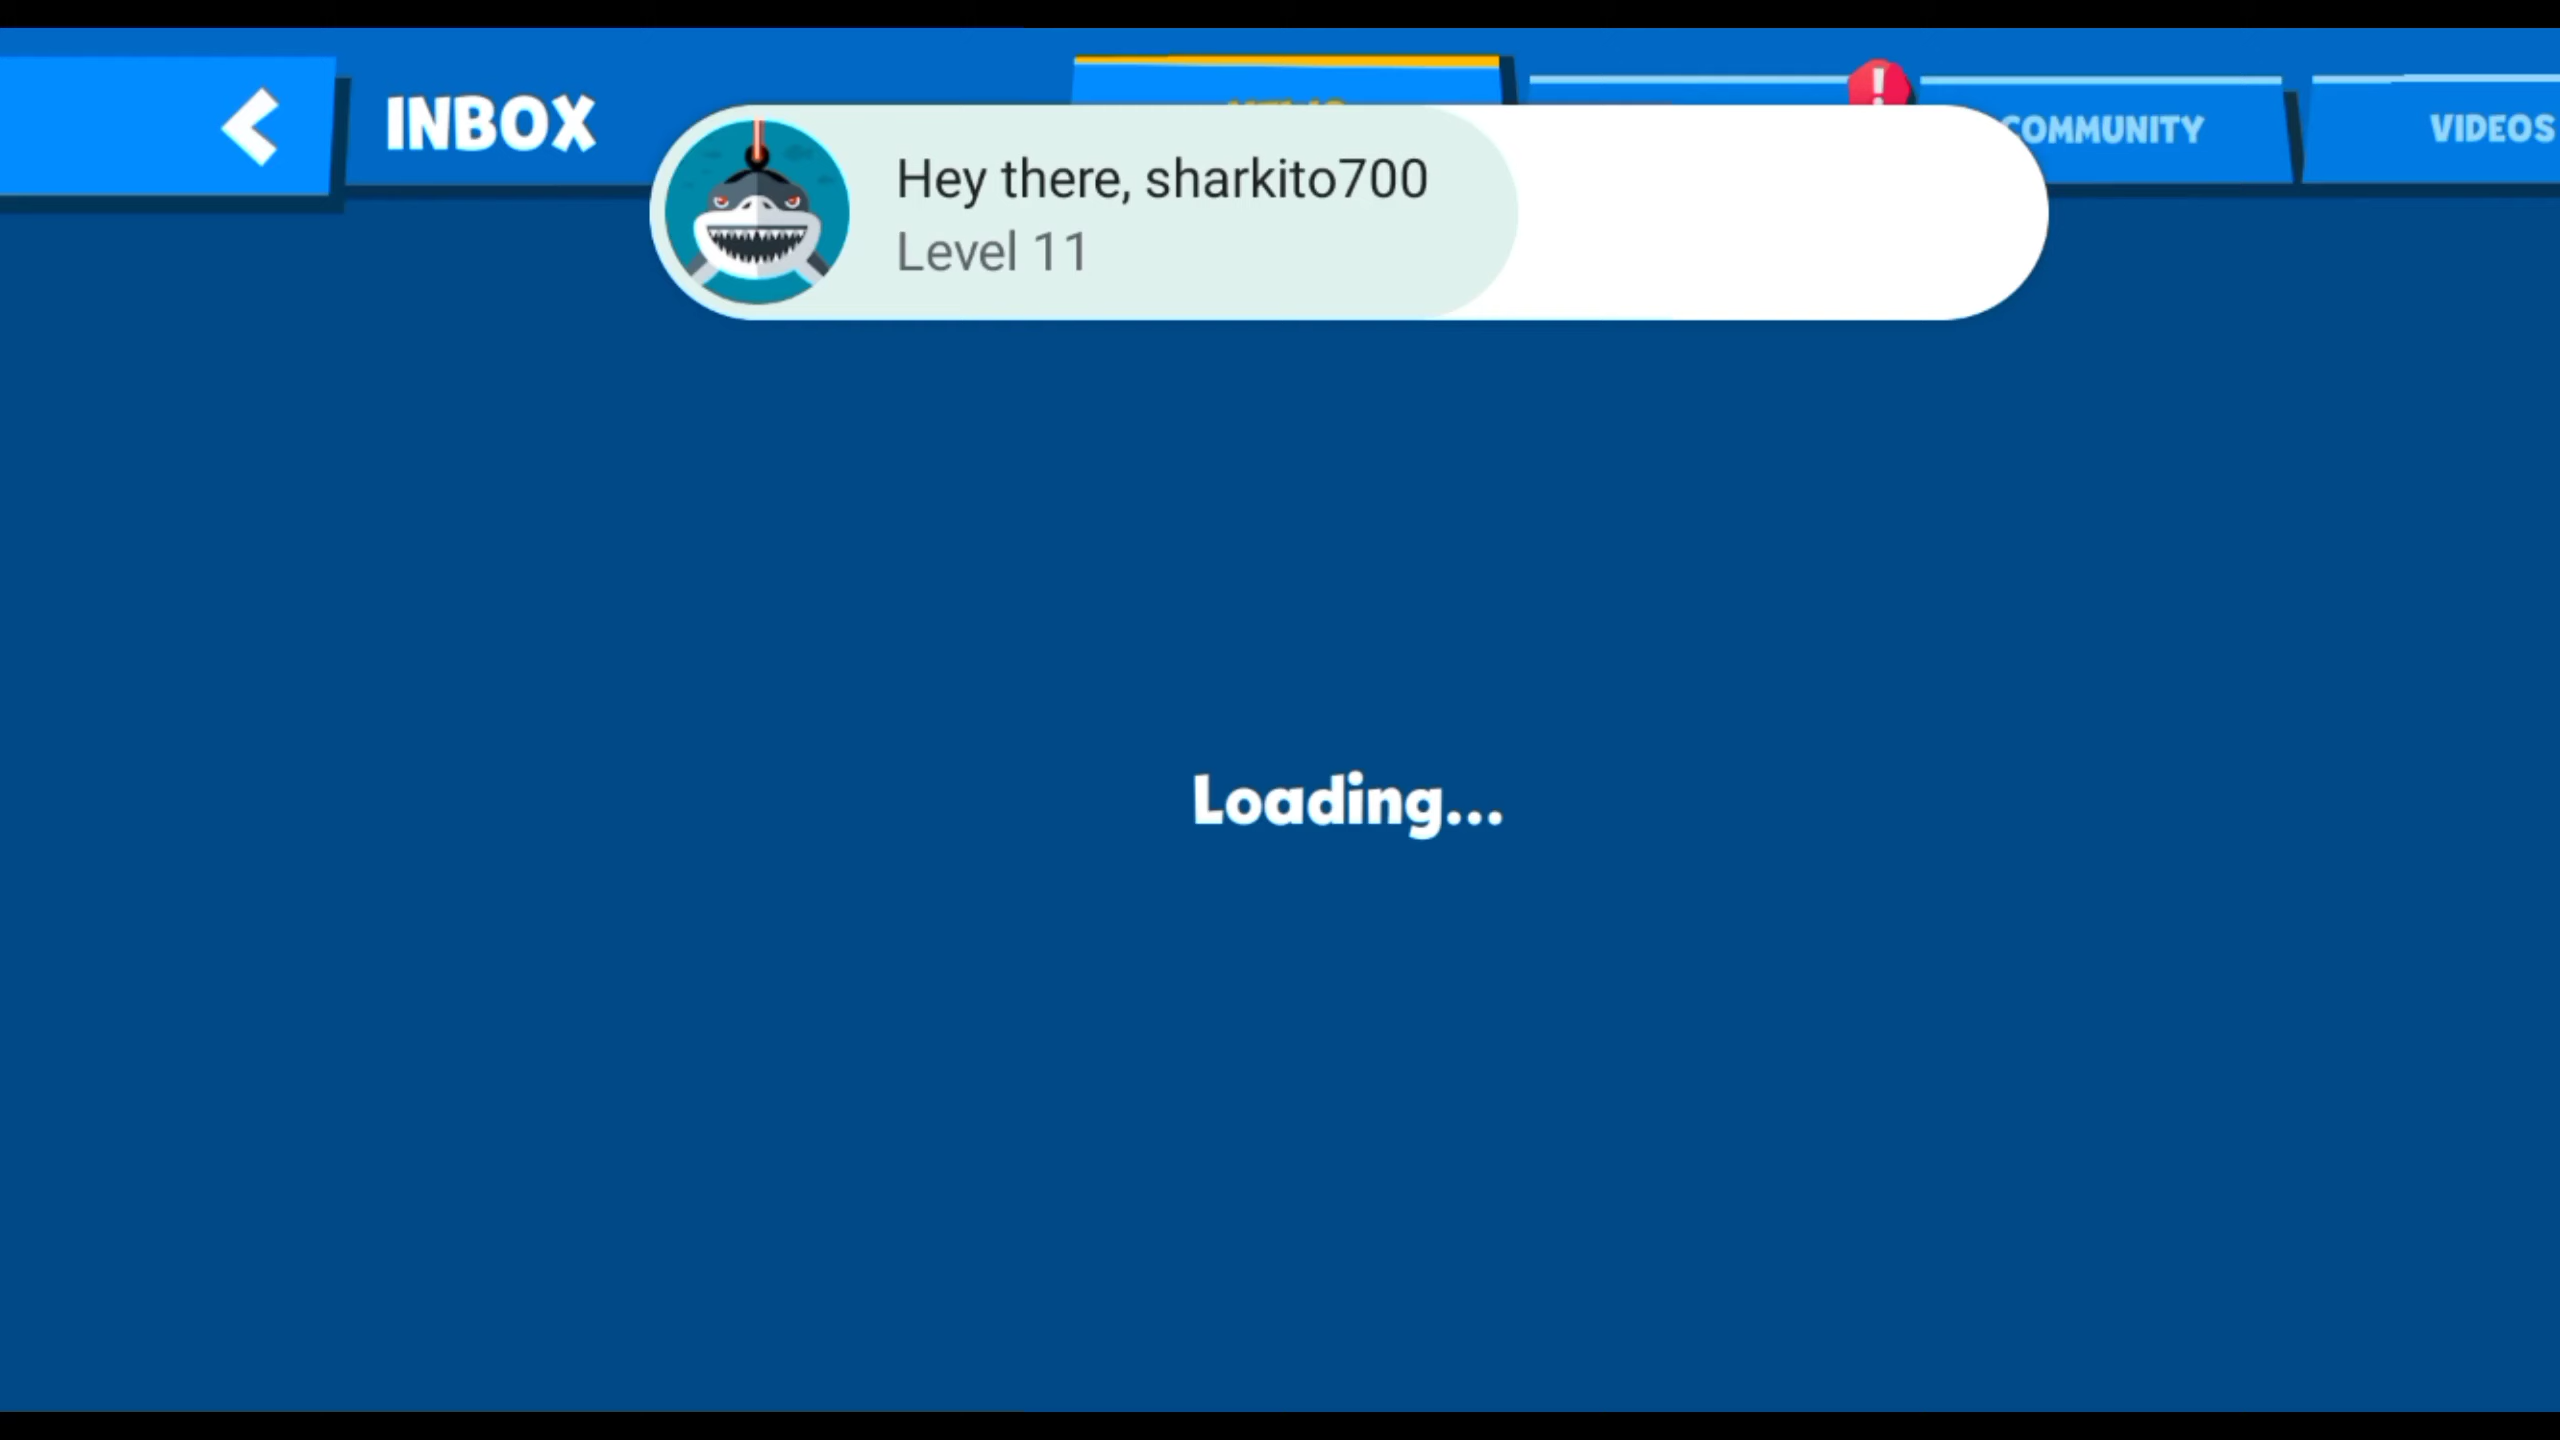 INBOX
COMMUNITY
VIDEOS
Hey there, sharkito700
Level 11
Loading...